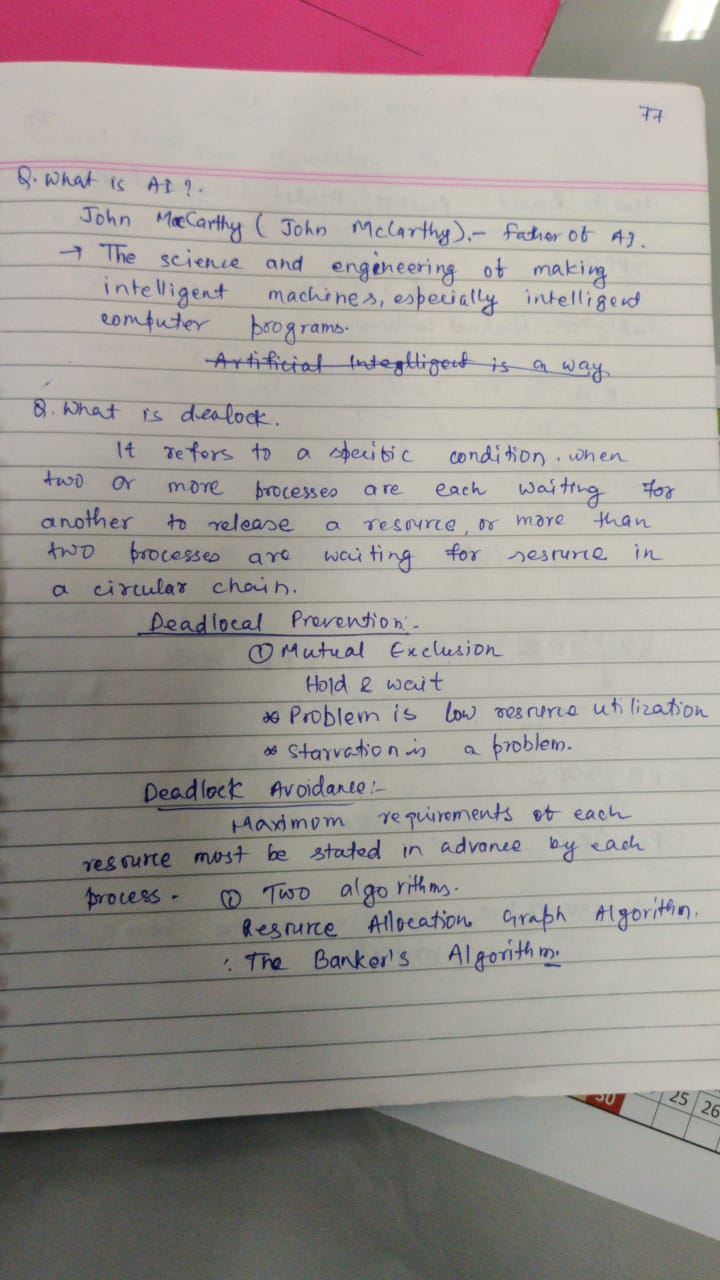 77
Q. What is AI ?.
John MacCarthy ( John McCarthy).- Father of AI.
→ The science and engineering of making
intelligent machines, especially intelligent
computer programs.
Artificial Integlligent is a way
Q. What is dealock.
It refers to a specific condition. when
two or more processes are each waiting for
another to release a resource, or more than
two processes are waiting for resturce in
a circular chain.
Deadlocal Prevention:-
① Mutual Exclusion
Hold & wait
* Problem is low resrurce utilization
* Starvation is a problem.
Deadlock Avoidance:-
Maximum requirements of each
resource must be stated in advance by each
process. ① Two algorithms.
Resrurce Allocation Graph Algorithm.
: The Banker's Algorithm.
30 25 26